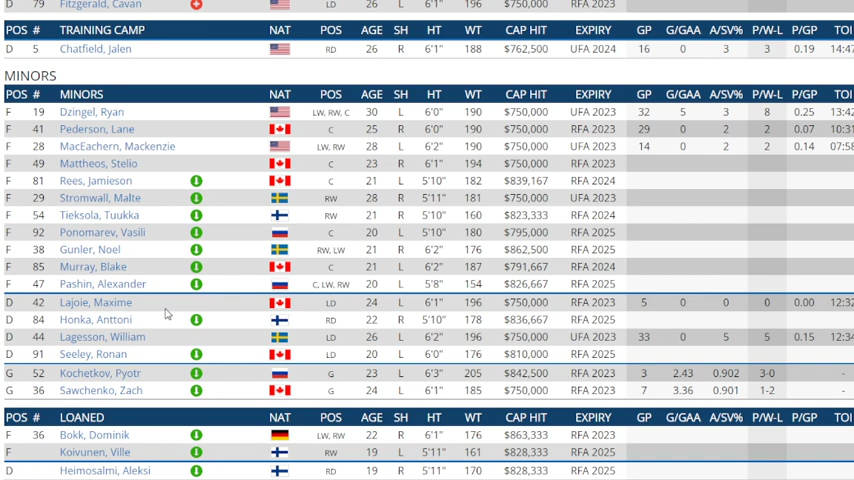 D 79 Fitzgerald, Cavan LD 26 L 6'1" 196 $750,000 RFA 2023
POS # TRAINING CAMP NAT POS AGE SH HT WT CAP HIT EXPIRY GP G/GAA A/SV% P/W-L P/GP TOI
D 5 Chatfield, Jalen RD 26 R 6'1" 188 $762,500 UFA 2024 16 0 3 3 0.19 14:47
MINORS
POS # MINORS NAT POS AGE SH HT WT CAP HIT EXPIRY GP G/GAA A/SV% P/W-L P/GP TOI
F 19 Dzingel, Ryan LW, RW, C 30 L 6'0" 190 $750,000 UFA 2023 32 5 3 8 0.25 13:42
F 41 Pederson, Lane C 25 R 6'0" 190 $750,000 RFA 2023 29 0 2 2 0.07 10:31
F 28 MacEachern, Mackenzie LW, RW 28 L 6'2" 190 $750,000 UFA 2023 14 0 2 2 0.14 07:58
F 49 Mattheos, Stelio C 23 R 6'1" 194 $750,000 RFA 2023
F 81 Rees, Jamieson C 21 L 5'10" 182 $839,167 RFA 2024
F 29 Stromwall, Malte RW 28 R 5'11" 181 $750,000 UFA 2023
F 54 Tieksola, Tuukka RW 21 R 5'10" 160 $823,333 RFA 2024
F 92 Ponomarev, Vasili C 20 L 5'10" 180 $795,000 RFA 2025
F 38 Gunler, Noel RW, LW 21 R 6'2" 176 $862,500 RFA 2025
F 85 Murray, Blake C 21 L 6'2" 187 $791,667 RFA 2024
F 47 Pashin, Alexander C, LW, RW 20 L 5'8" 154 $826,667 RFA 2025
D 42 Lajoie, Maxime LD 24 L 6'1" 196 $750,000 RFA 2023 5 0 0 0 0.00 12:32
D 84 Honka, Anttoni RD 22 R 5'10" 178 $836,667 RFA 2025
D 44 Lagesson, William LD 26 L 6'2" 196 $750,000 RFA 2023 33 0 5 5 0.15 12:34
D 91 Seeley, Ronan LD 20 L 6'0" 176 $810,000 RFA 2025
G 52 Kochetkov, Pyotr G 23 L 6'3" 205 $842,500 RFA 2023 3 2.43 0.902 3-0 -
G 36 Sawchenko, Zach G 24 L 6'1" 185 $750,000 RFA 2023 7 3.36 0.901 1-2 -
POS # LOANED NAT POS AGE SH HT WT CAP HIT EXPIRY GP G/GAA A/SV% P/W-L P/GP TOI
F 36 Bokk, Dominik LW, RW 22 R 6'1" 176 $863,333 RFA 2023
F Koivunen, Ville RW 19 L 5'11" 161 $828,333 RFA 2025
D Heimosalmi, Aleksi RD 19 R 5'11" 170 $828,333 RFA 2025